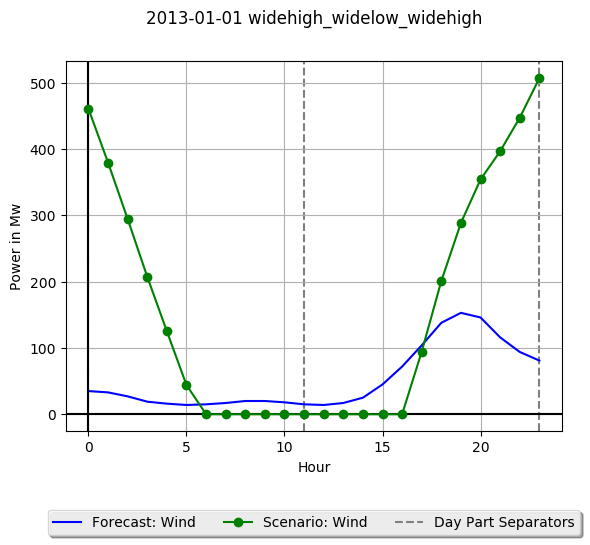 2013-01-01 widehigh_widelow_widehigh
500
400
300
200
100
0
Power in Mw
0 5 10 15 20
Hour
Forecast: Wind Scenario: Wind Day Part Separators